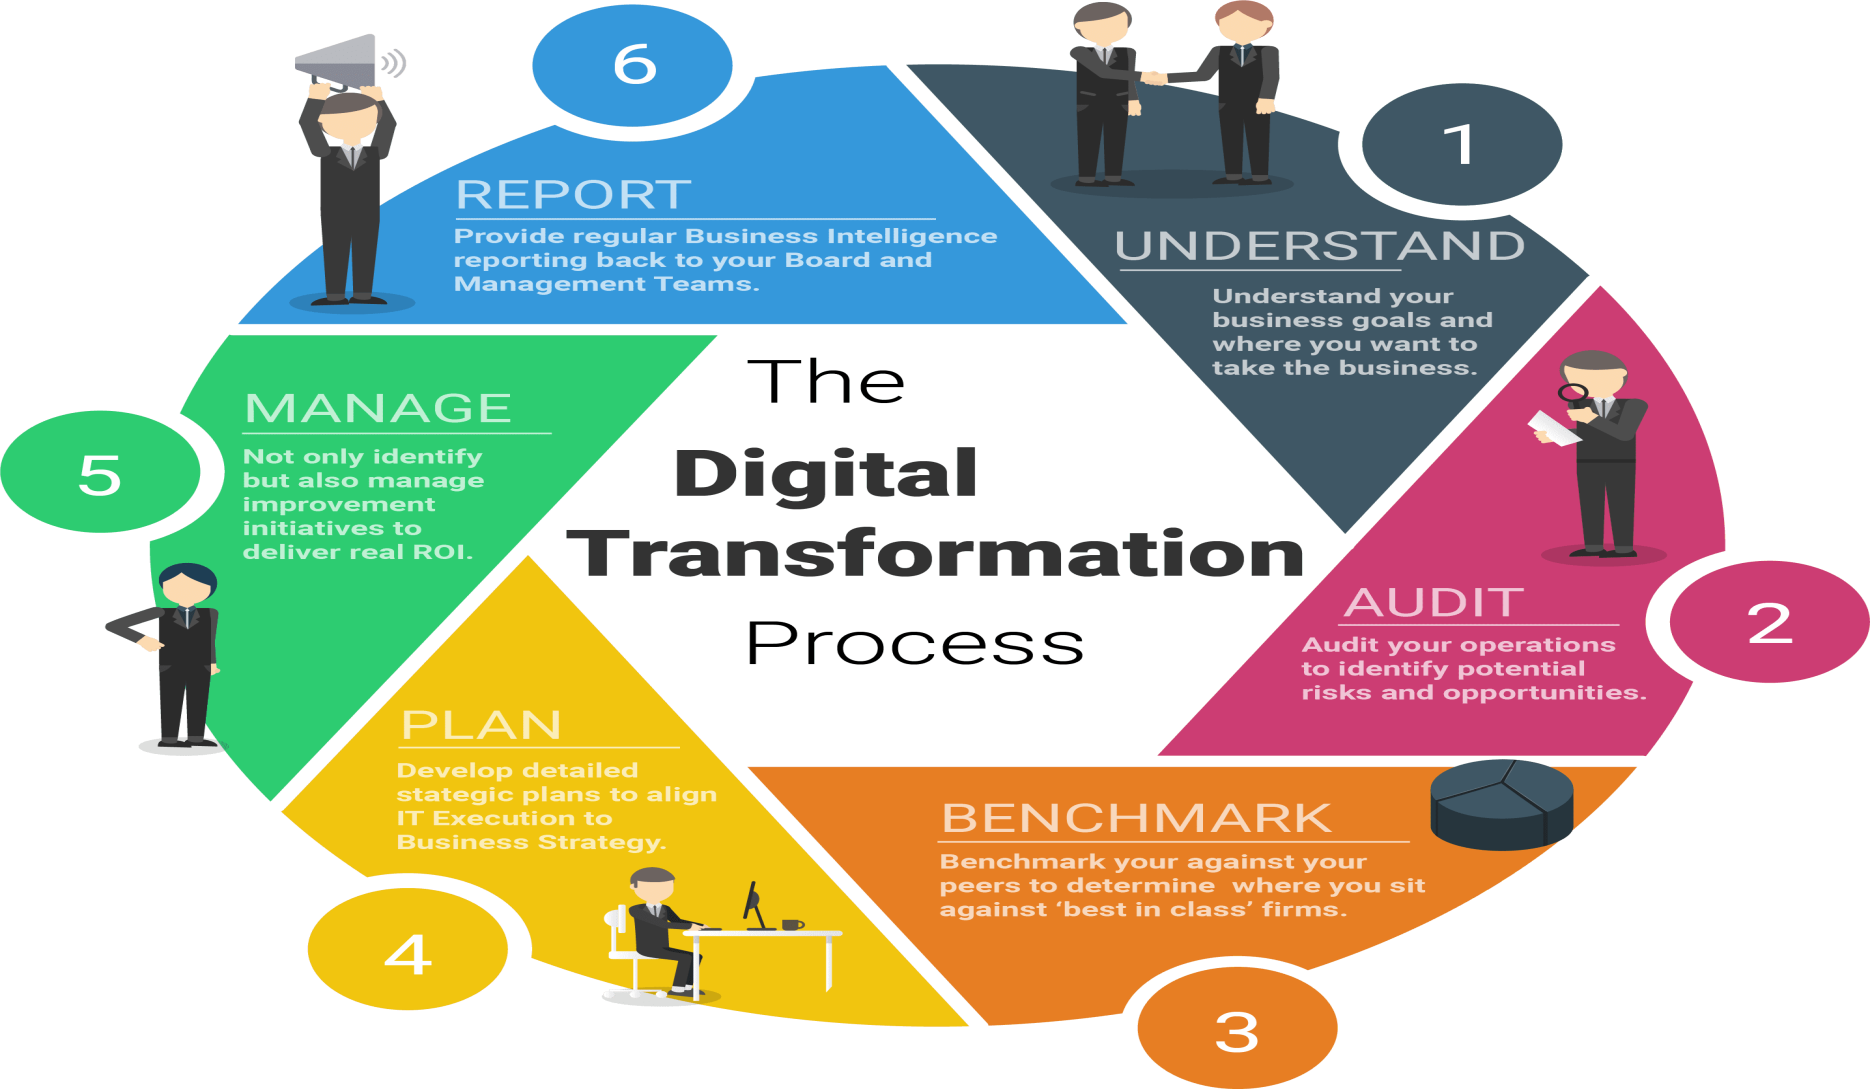 The
Digital
Transformation
Process
1
UNDERSTAND
Understand your
business goals and
where you want to
take the business.
2
AUDIT
Audit your operations
to identify potential
risks and opportunities.
3
BENCHMARK
Benchmark your against your
peers to determine  where you sit
against ‘best in class’ firms.
4
PLAN
Develop detailed
stategic plans to align
IT Execution to
Business Strategy.
5
MANAGE
Not only identify
but also manage
improvement
initiatives to
deliver real ROI.
6
REPORT
Provide regular Business Intelligence
reporting back to your Board and
Management Teams.